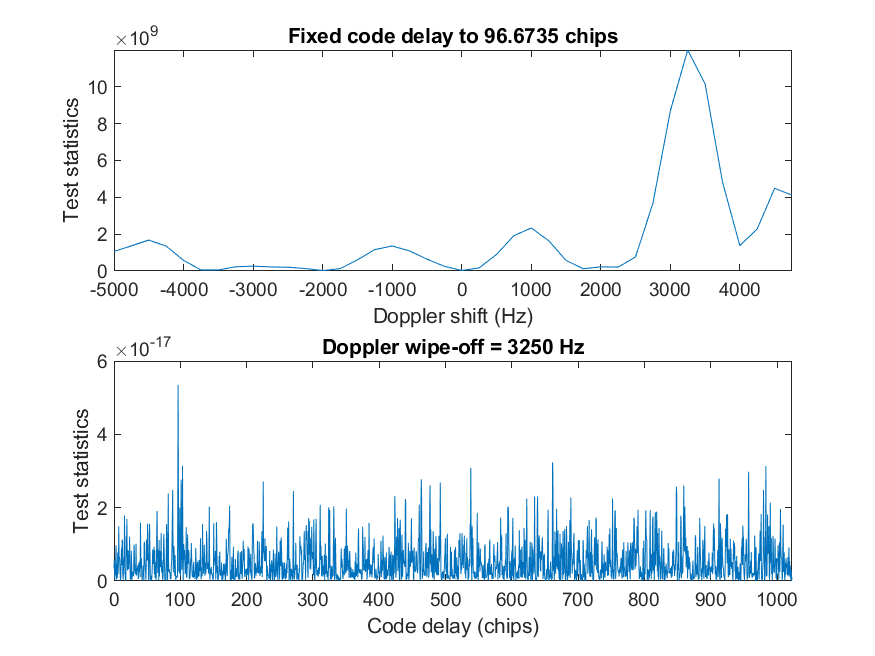 ×10^9
Fixed code delay to 96.6735 chips
10
8
6
4
2
0
Test statistics
-5000 -4000 -3000 -2000 -1000 0 1000 2000 3000 4000
Doppler shift (Hz)
×10^-17
Doppler wipe-off = 3250 Hz
6
4
2
0
Test statistics
0 100 200 300 400 500 600 700 800 900 1000
Code delay (chips)